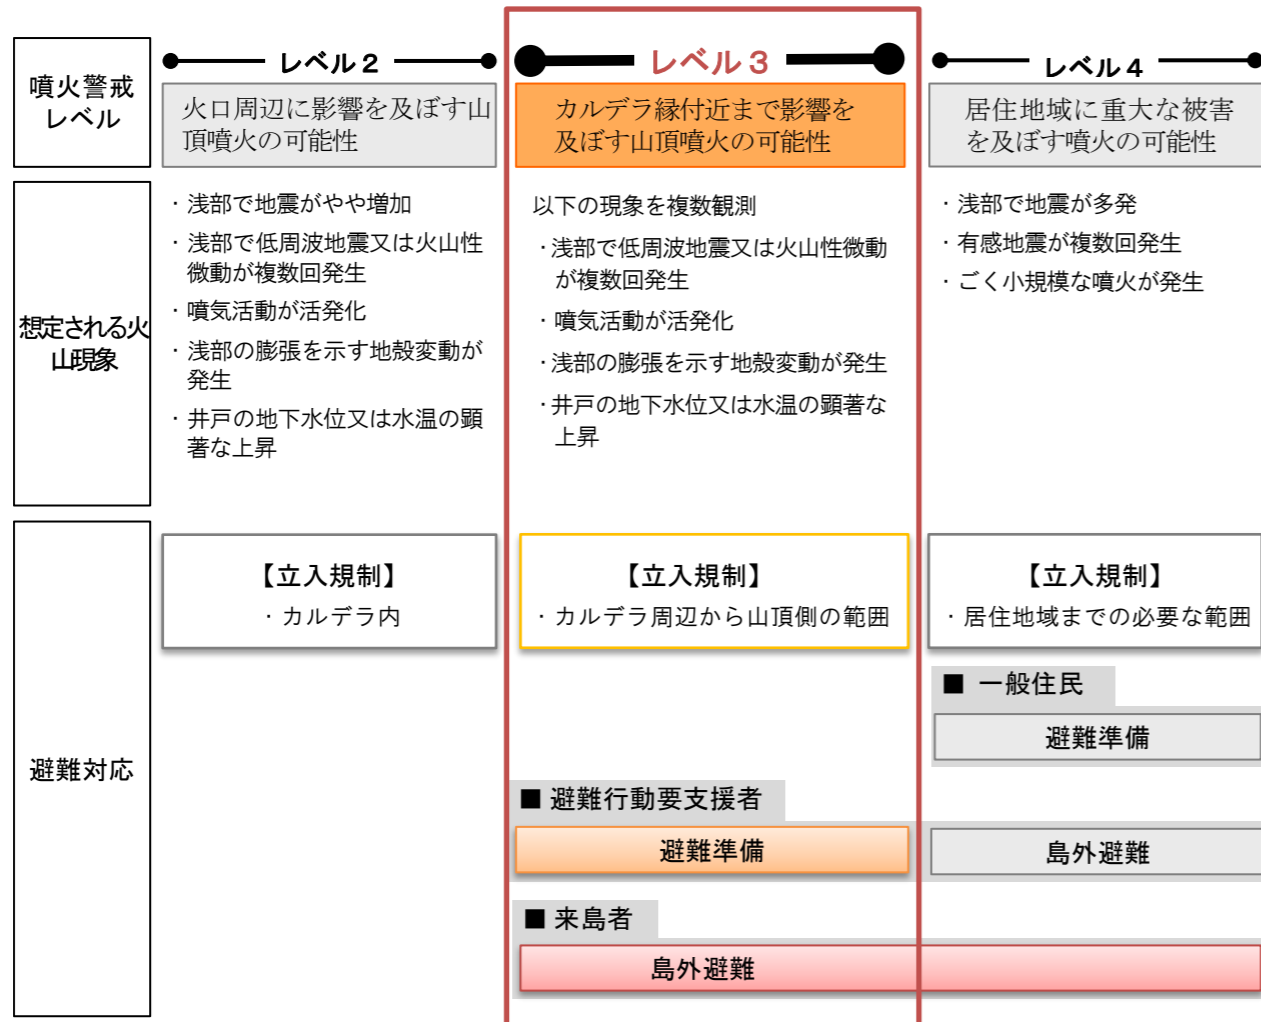 噴火警戒
レベル
レベル２
レベル３
レベル４
火口周辺に影響を及ぼす山
頂噴火の可能性
カルデラ縁付近まで影響を
及ぼす山頂噴火の可能性
居住地域に重大な被害
を及ぼす噴火の可能性
想定される火
山現象
・浅部で地震がやや増加
・浅部で低周波地震又は火山性
微動が複数回発生
・噴気活動が活発化
・浅部の膨張を示す地殻変動が
発生
・井戸の地下水位又は水温の顕
著な上昇
以下の現象を複数観測
・浅部で低周波地震又は火山性微動
が複数回発生
・噴気活動が活発化
・浅部の膨張を示す地殻変動が発生
・井戸の地下水位又は水温の顕著な
上昇
・浅部で地震が多発
・有感地震が複数回発生
・ごく小規模な噴火が発生
避難対応
【立入規制】
・カルデラ内
【立入規制】
・カルデラ周辺から山頂側の範囲
【立入規制】
・居住地域までの必要な範囲
■ 一般住民
避難準備
■ 避難行動要支援者
避難準備
島外避難
■ 来島者
島外避難